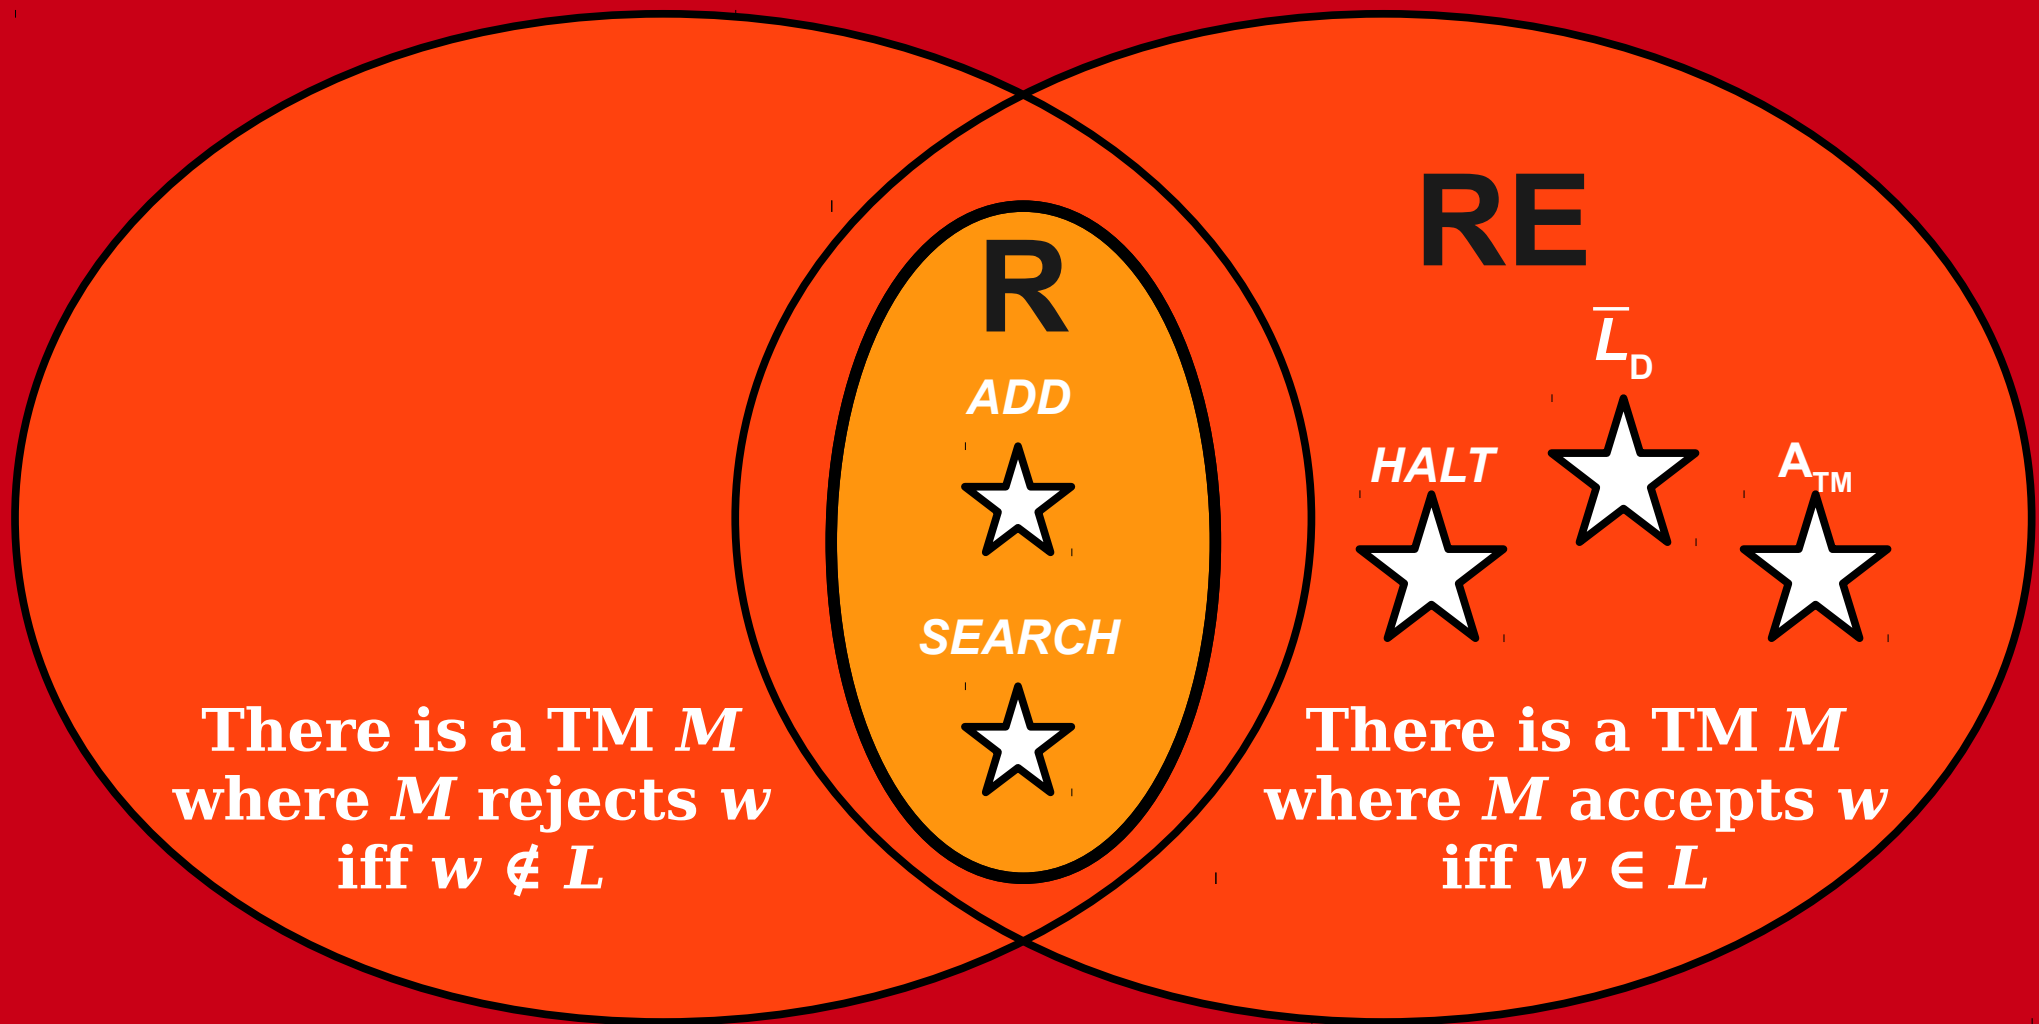 RE
R
L̅D
ADD
HALT
ATM
SEARCH
There is a TM M
where M rejects w
iff w ∉ L
There is a TM M
where M accepts w
iff w ∈ L